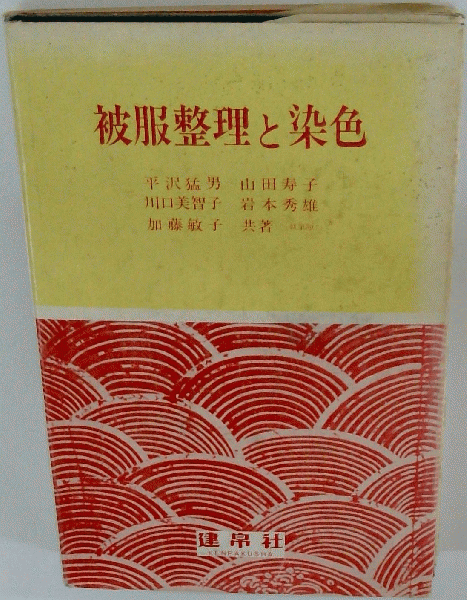 被服整理と染色
平沢猛男 山田寿子
川口美智子 岩本秀雄
加藤敏子 共著
建帛社
KENPAKUSHA